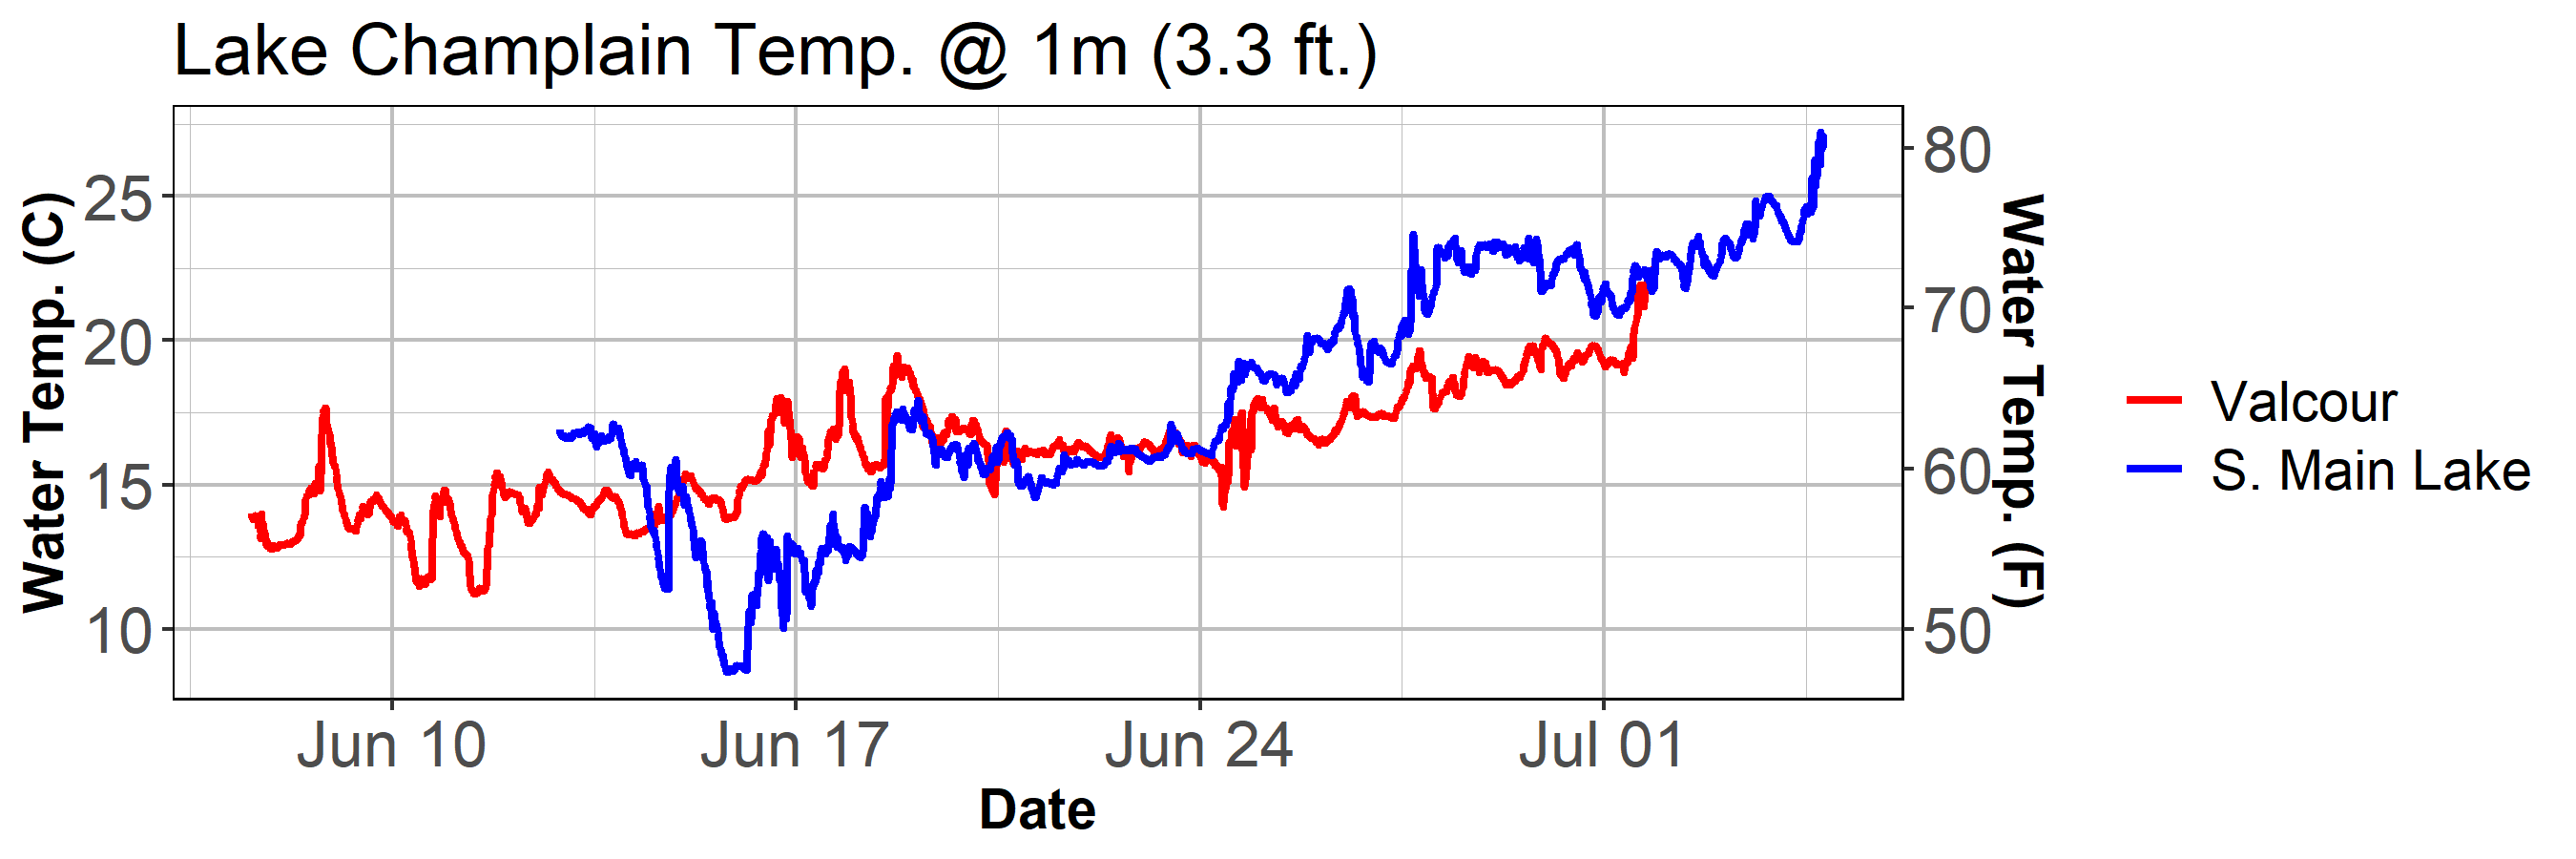 Lake Champlain Temp. @ 1m (3.3 ft.)
Water Temp. (C)
25
20
15
10
80
70
60
50
Water Temp. (F)
Jun 10
Jun 17
Jun 24
Jul 01
Date
Valcour
S. Main Lake